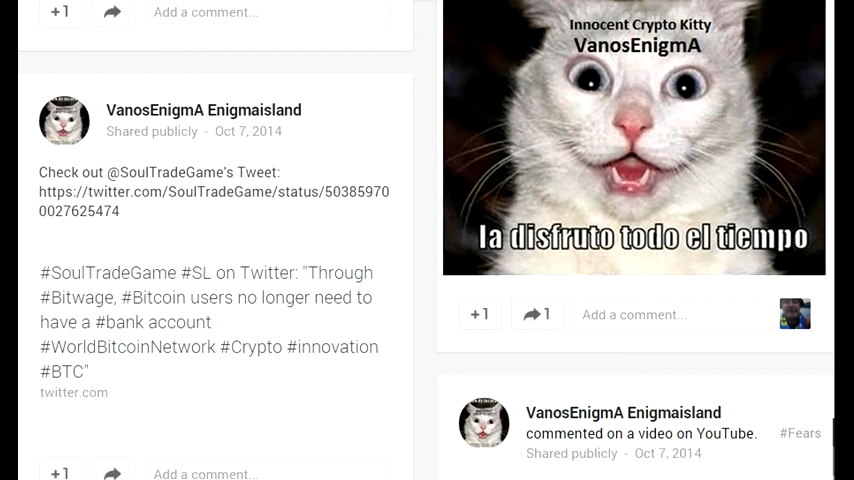 +1
Add a comment...
VanosEnigmA Enigmaisland
Shared publicly - Oct 7, 2014
Check out @SoulTradeGame's Tweet:
https://twitter.com/SoulTradeGame/status/50385970
0027625474
#SoulTradeGame #SL on Twitter: "Through
#Bitwage, #Bitcoin users no longer need to
have a #bank account
#WorldBitcoinNetwork #Crypto #innovation
#BTC"
twitter.com
+1
Add a comment...
Innocent Crypto Kitty
VanosEnigmA
la disfruto todo el tiempo
+1
1
Add a comment...
VanosEnigmA Enigmaisland
commented on a video on YouTube.
#Fears
Shared publicly - Oct 7, 2014